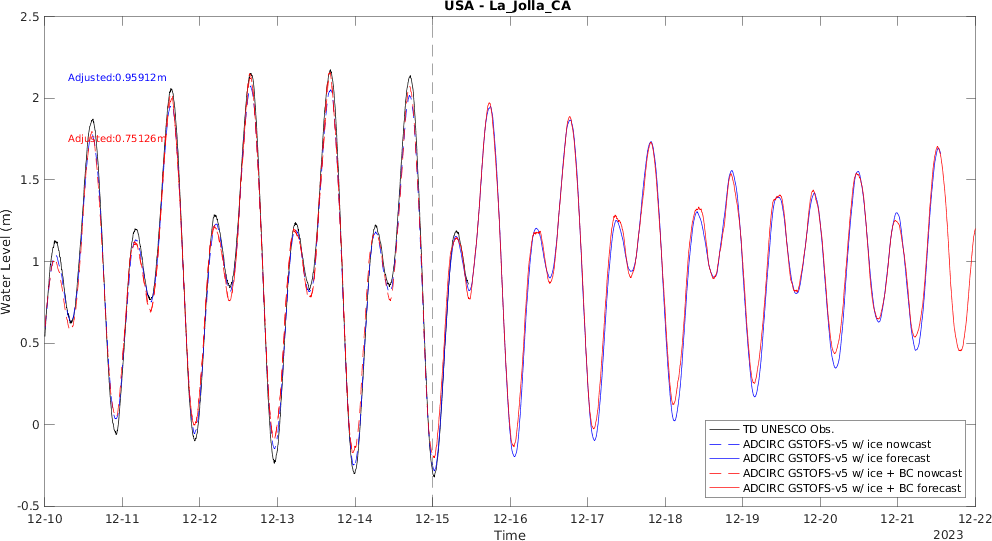 USA - La_Jolla_CA
2.5
2
1.5
1
0.5
0
-0.5
Water Level (m)
Adjusted:0.95912m
Adjusted:0.75126m
TD UNESCO Obs.
ADCIRC GSTOFS-v5 w/ ice nowcast
ADCIRC GSTOFS-v5 w/ ice forecast
ADCIRC GSTOFS-v5 w/ ice + BC nowcast
ADCIRC GSTOFS-v5 w/ ice + BC forecast
12-10 12-11 12-12 12-13 12-14 12-15 12-16 12-17 12-18 12-19 12-20 12-21 12-22
Time
2023